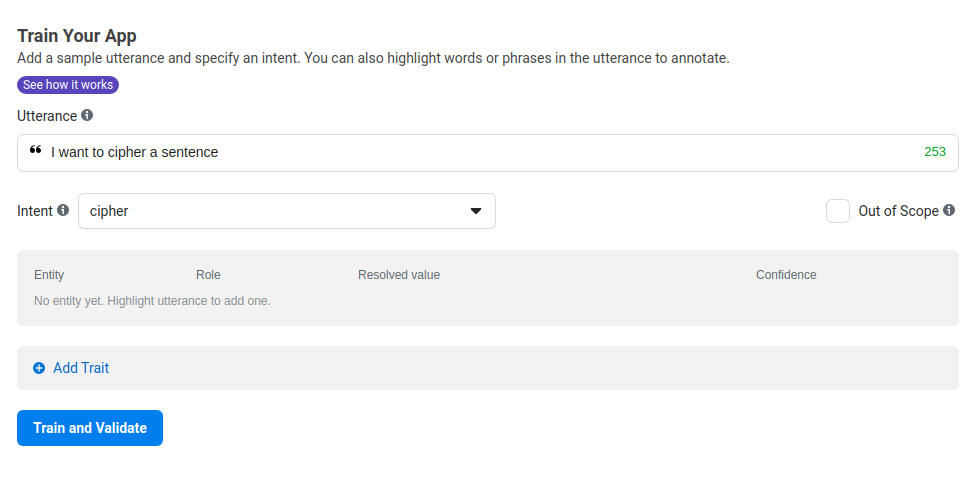 Train Your App
Add a sample utterance and specify an intent. You can also highlight words or phrases in the utterance to annotate.
See how it works
Utterance
❝ I want to cipher a sentence 253
Intent cipher Out of Scope
Entity Role Resolved value Confidence
No entity yet. Highlight utterance to add one.
Add Trait
Train and Validate